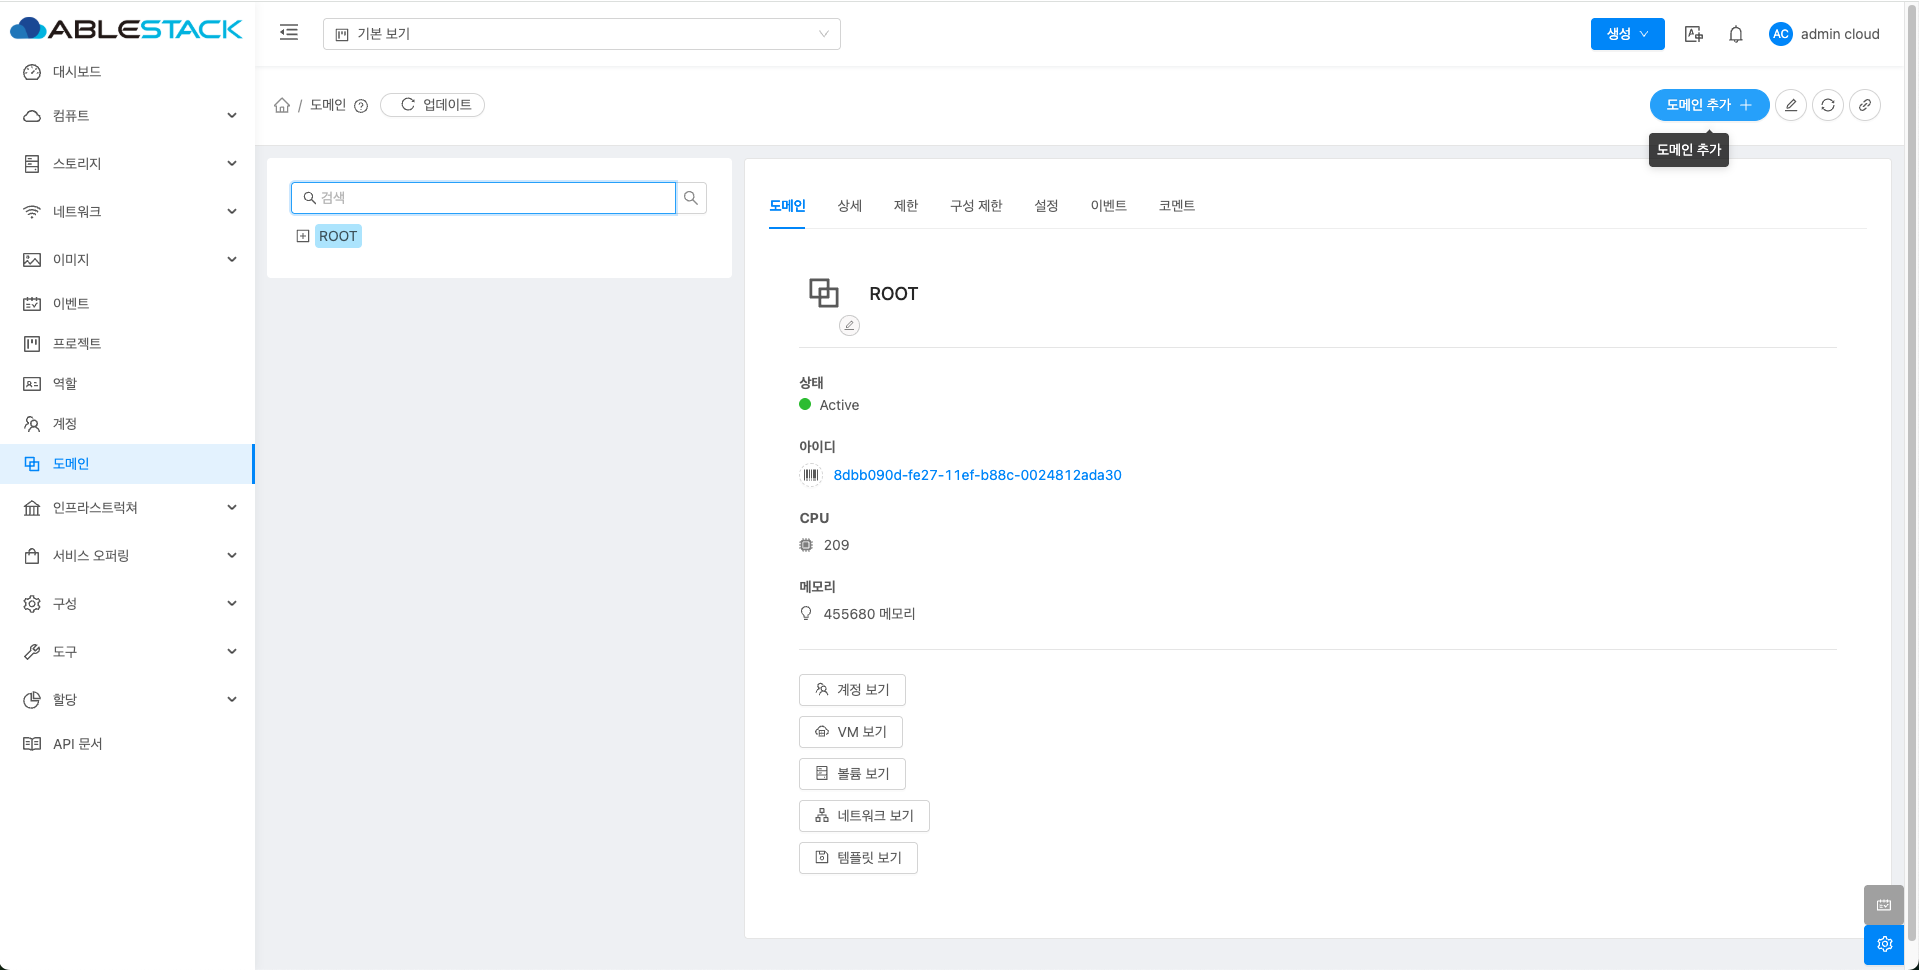 ABLESTACK
기본 보기
생성
AC
admin cloud
대시보드
컴퓨트
스토리지
네트워크
이미지
이벤트
프로젝트
역할
계정
도메인
인프라스트럭쳐
서비스 오퍼링
구성
도구
할당
API 문서
/ 도메인
업데이트
도메인 추가
도메인 추가
검색
ROOT
도메인 상세 제한 구성 제한 설정 이벤트 코멘트
ROOT
상태
Active
아이디
8dbb090d-fe27-11ef-b88c-0024812ada30
CPU
209
메모리
455680 메모리
계정 보기
VM 보기
볼륨 보기
네트워크 보기
템플릿 보기